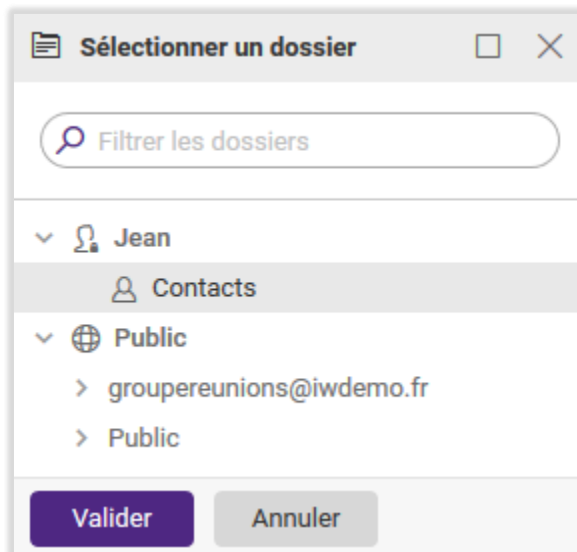 Sélectionner un dossier
Filtrer les dossiers
Jean
Contacts
Public
groupereunions@iwdemo.fr
Public
Valider Annuler